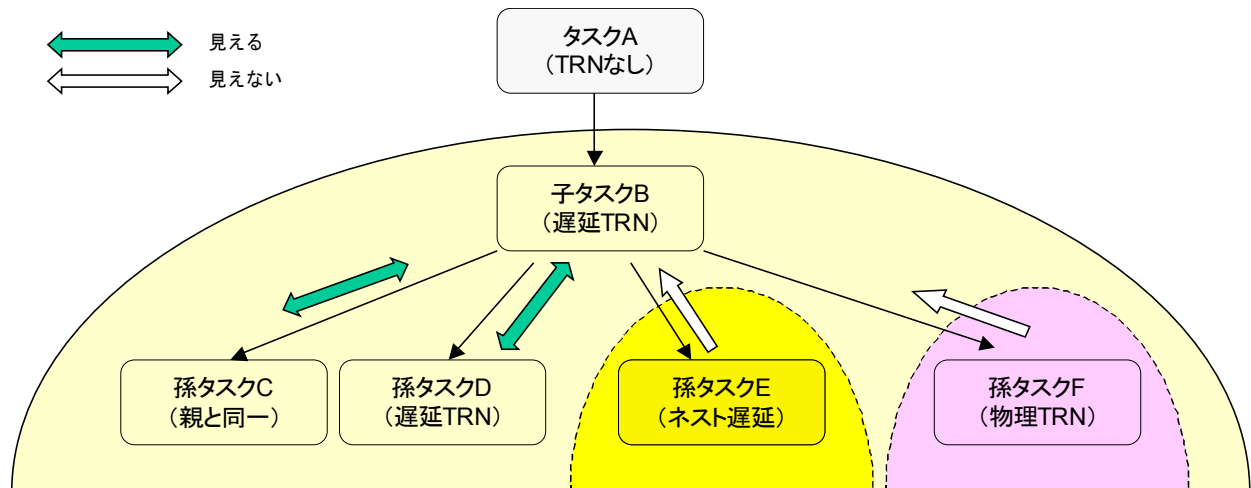 見える
見えない
タスクA
（TRNなし）
子タスクB
（遅延TRN）
孫タスクC
（親と同一）
孫タスクD
（遅延TRN）
孫タスクE
（ネスト遅延）
孫タスクF
（物理TRN）